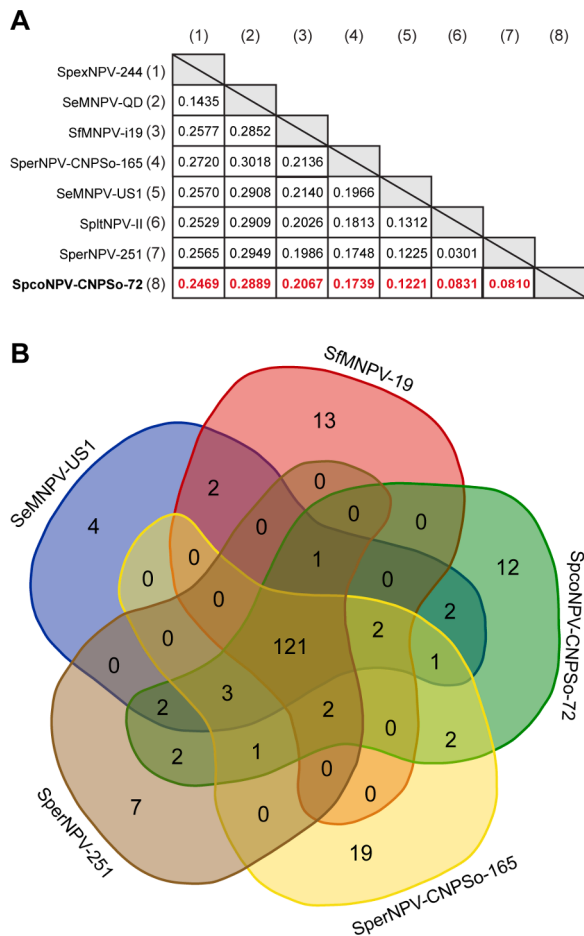 A
(1) (2) (3) (4) (5) (6) (7) (8)
SpexNPV-244 (1)
SeMNPV-QD (2) 0.1435
SfMNPV-i19 (3) 0.2577 0.2852
SperNPV-CNPSo-165 (4) 0.2720 0.3018 0.2136
SeMNPV-US1 (5) 0.2570 0.2908 0.2140 0.1966
SpltNPV-II (6) 0.2529 0.2909 0.2026 0.1813 0.1312
SperNPV-251 (7) 0.2565 0.2949 0.1986 0.1748 0.1225 0.0301
SpcoNPV-CNPSo-72 (8) 0.2469 0.2889 0.2067 0.1739 0.1221 0.0831 0.0810
B
SfMNPV-19
SeMNPV-US1
13
2 0
4 0 0 0
SpcoNPV-CNPSo-72
0 0 1 0 12
0 2
0 121 2 1
0 3
2 2 0 2
2 1
0 0
7 0
19
SperNPV-251
SperNPV-CNPSo-165